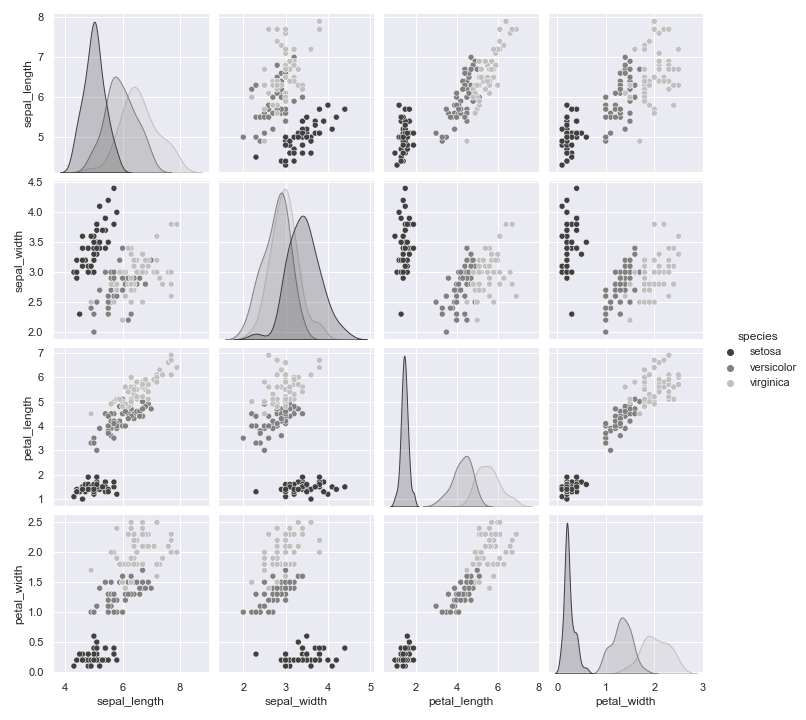 8
7
6
5
sepal_length
4.5
4.0
3.5
3.0
2.5
2.0
sepal_width
7
6
5
4
3
2
1
petal_length
2.5
2.0
1.5
1.0
0.5
0.0
petal_width
4 6 8
sepal_length
2 3 4 5
sepal_width
2 4 6 8
petal_length
0 1 2 3
petal_width
species
setosa
versicolor
virginica